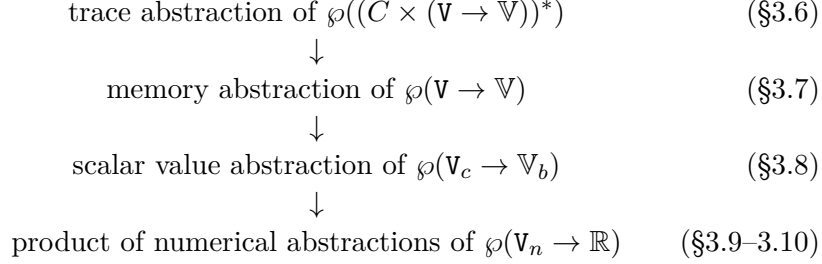 trace abstraction of ℘((C × (V → 𝕍))*) (§3.6)
↓
memory abstraction of ℘(V → 𝕍) (§3.7)
↓
scalar value abstraction of ℘(V_c → 𝕍_b) (§3.8)
↓
product of numerical abstractions of ℘(V_n → ℝ) (§3.9–3.10)